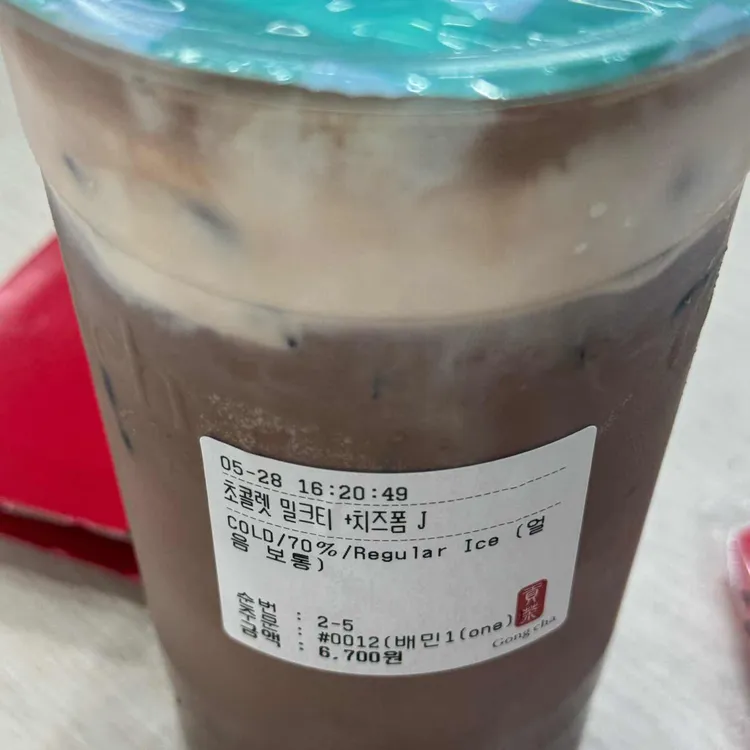 05-28 16:20:49
초콜렛 밀크티 +치즈폼 J
COLD/70%/Regular Ice (얼
음 보통)
순번 : 2-5
주문 : #0012(배민1(one)
금액 : 6,700원
貢茶
Gong cha